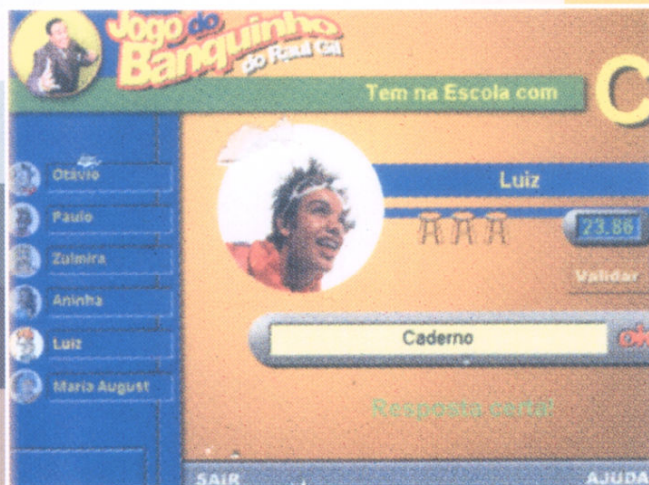 Jogo do
Banquinho
do Raul Gil
Tem na Escola com
C
Otávio
Paulo
Zulmira
Aninha
Luiz
Maria August
Luiz
23.86
Validar
Caderno
ok
Resposta certa!
SAIR
AJUDA